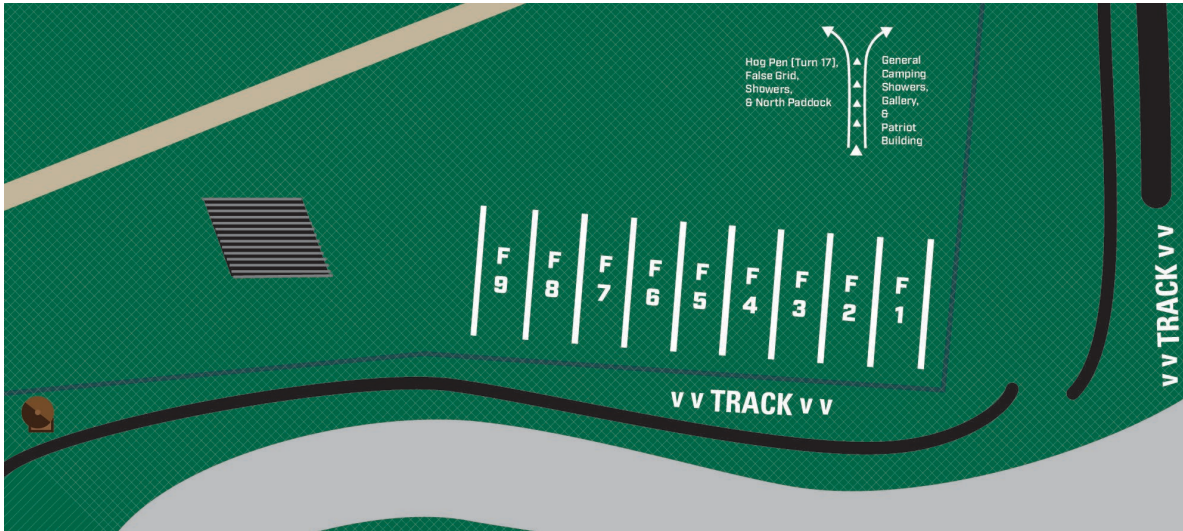 Hog Pen (Turn 17),
False Grid,
Showers,
& North Paddock
General
Camping
Showers,
Gallery,
&
Patriot
Building
F
9
F
8
F
7
F
6
F
5
F
4
F
3
F
2
F
1
v v TRACK v v
v v TRACK v v